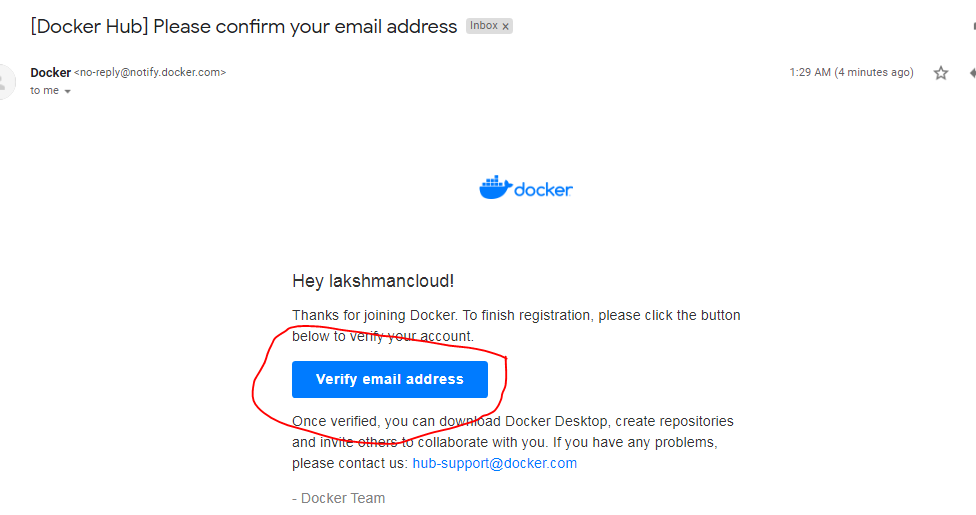 [Docker Hub] Please confirm your email address Inbox x
Docker <no-reply@notify.docker.com> 1:29 AM (4 minutes ago)
to me
docker
Hey lakshmancloud!
Thanks for joining Docker. To finish registration, please click the button
below to verify your account.
Verify email address
Once verified, you can download Docker Desktop, create repositories
and invite others to collaborate with you. If you have any problems,
please contact us: hub-support@docker.com
- Docker Team